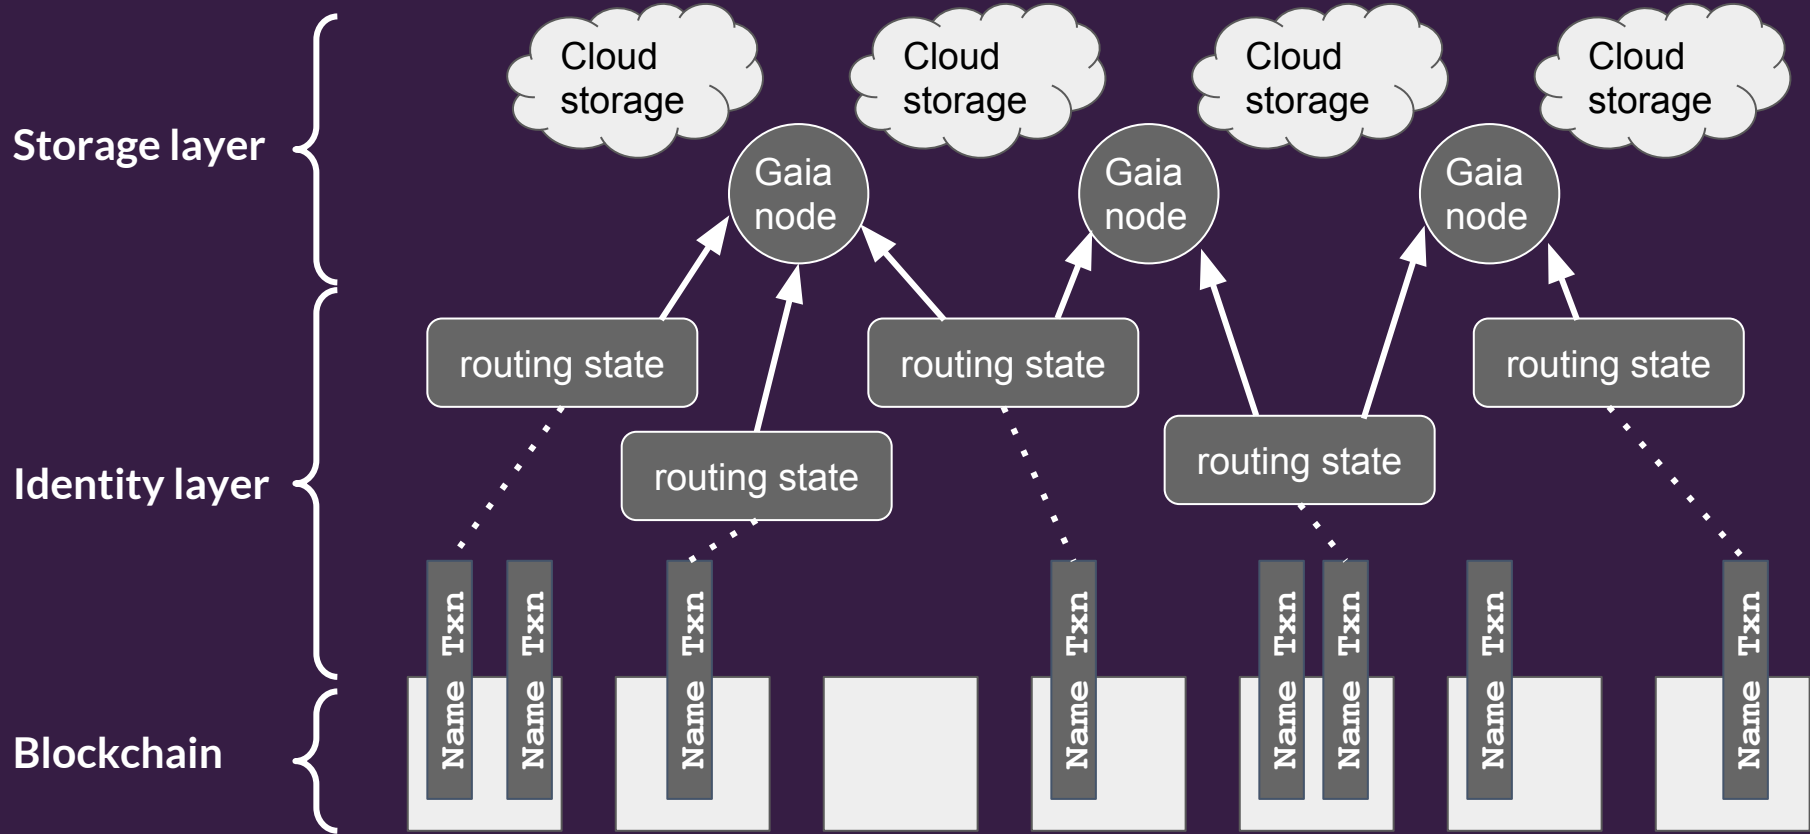 Cloud
storage
Cloud
storage
Cloud
storage
Cloud
storage
Storage layer
Gaia
node
Gaia
node
Gaia
node
routing state
routing state
routing state
routing state
routing state
Identity layer
Name Txn
Name Txn
Name Txn
Name Txn
Name Txn
Name Txn
Name Txn
Name Txn
Blockchain